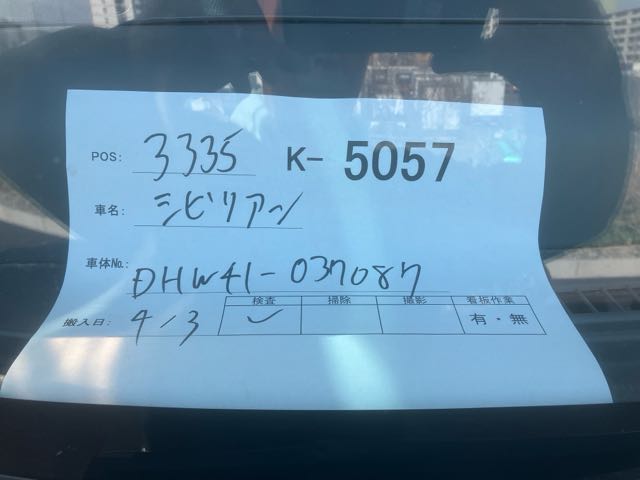 POS: 3335 K- 5057
車名: シビリアン
車体No.: DHW41-037087
検査 掃除 撮影 看板作業
搬入日: 4/3 ✓ 有・無